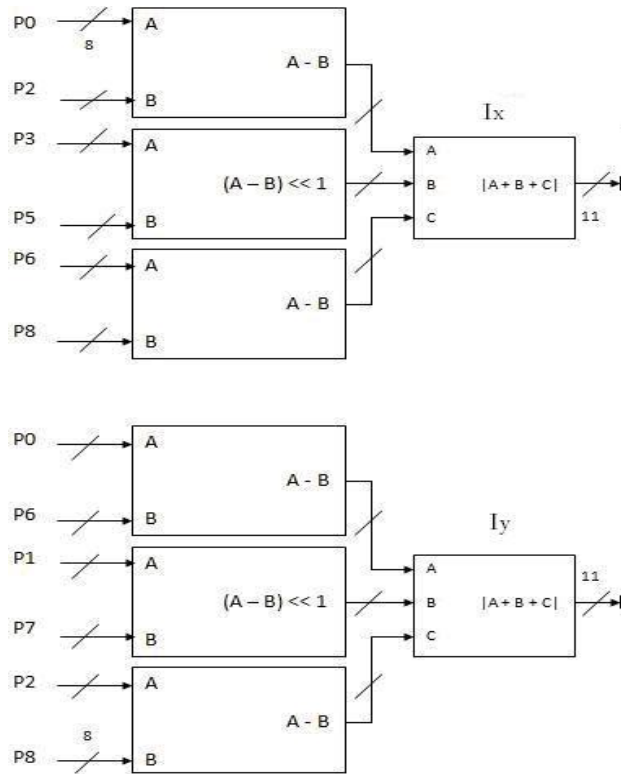 P0
8
A
A - B
P2
B
Ix
P3
A
A
(A – B) << 1
B
|A + B + C|
P5
B
C
11
P6
A
A - B
P8
B
P0
A
A - B
P6
B
Iy
P1
A
A
11
(A – B) << 1
B
|A + B + C|
P7
B
C
P2
A
A - B
8
P8
B